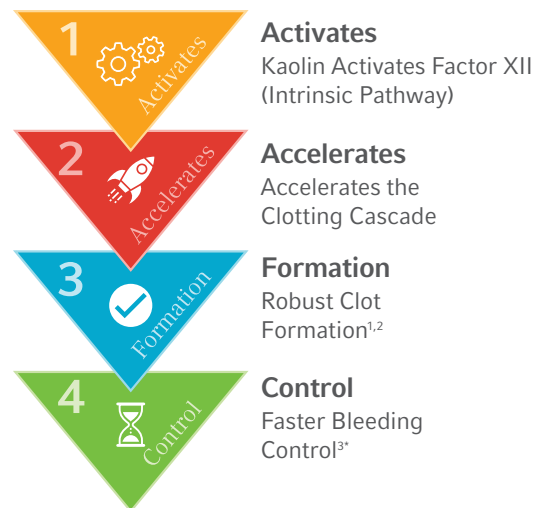 1
Activates
Activates
Kaolin Activates Factor XII
(Intrinsic Pathway)
2
Accelerates
Accelerates
Accelerates the
Clotting Cascade
3
Formation
Formation
Robust Clot
Formation¹,²
4
Control
Control
Faster Bleeding
Control³*